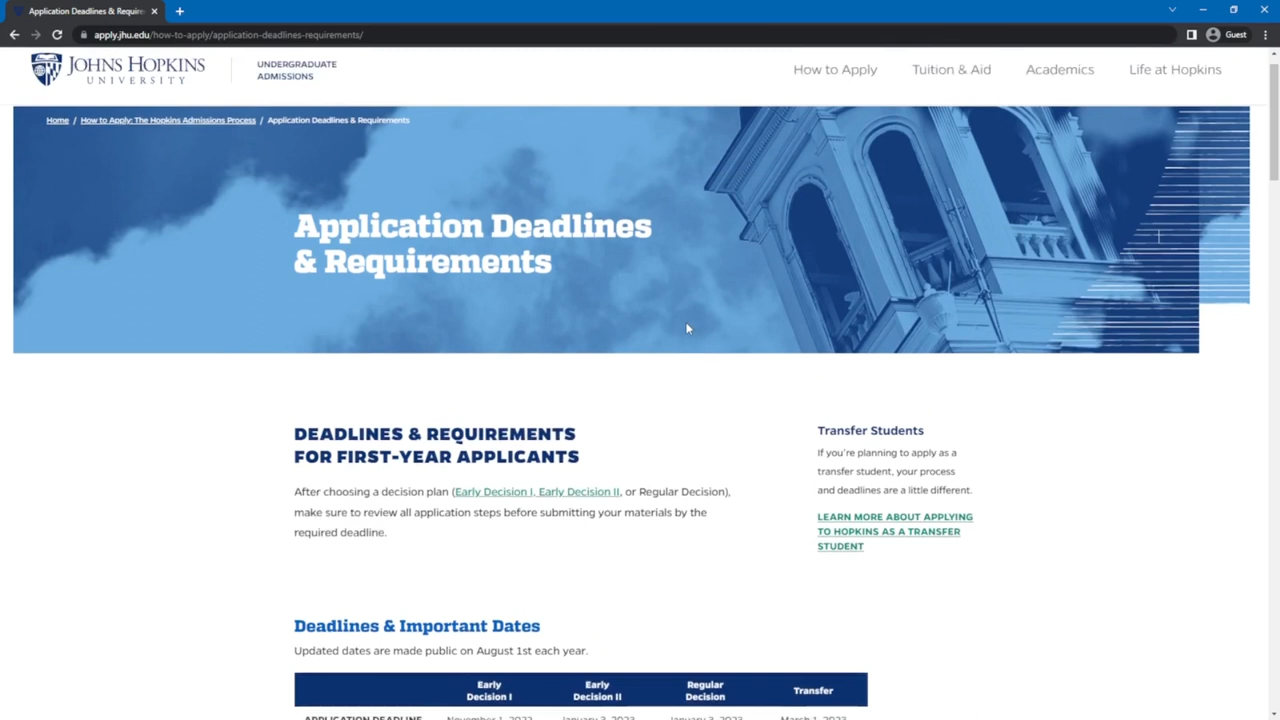 Application Deadlines & Require
apply.jhu.edu/how-to-apply/application-deadlines-requirements/
Guest
JOHNS HOPKINS
UNIVERSITY
UNDERGRADUATE
ADMISSIONS
How to Apply
Tuition & Aid
Academics
Life at Hopkins
Home / How to Apply: The Hopkins Admissions Process / Application Deadlines & Requirements
Application Deadlines
& Requirements
DEADLINES & REQUIREMENTS
FOR FIRST-YEAR APPLICANTS
After choosing a decision plan (Early Decision I, Early Decision II, or Regular Decision),
make sure to review all application steps before submitting your materials by the
required deadline.
Transfer Students
If you're planning to apply as a
transfer student, your process
and deadlines are a little different.
LEARN MORE ABOUT APPLYING
TO HOPKINS AS A TRANSFER
STUDENT
Deadlines & Important Dates
Updated dates are made public on August 1st each year.
Early
Decision I
Early
Decision II
Regular
Decision
Transfer
APPLICATION DEADLINE